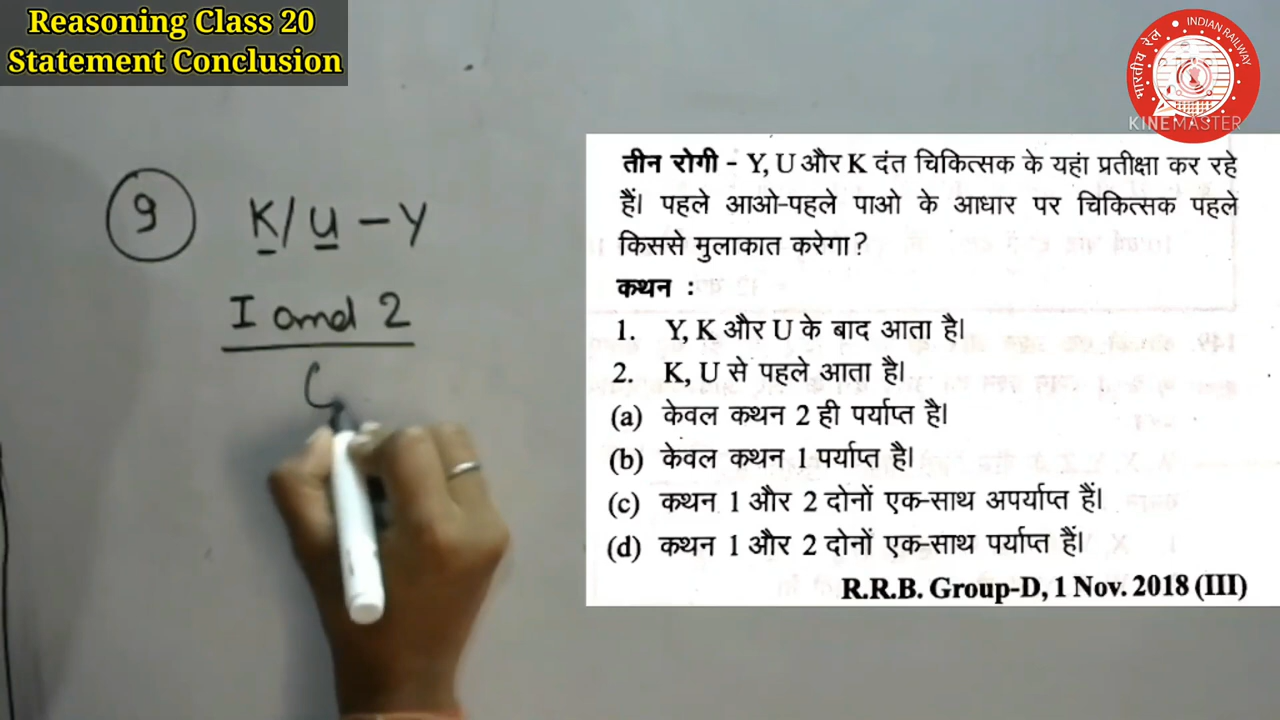 Reasoning Class 20
Statement Conclusion
भारतीय रेल
INDIAN RAILWAY
KINEMASTER
9
K/U-Y
I and 2
तीन रोगी - Y, U और K दंत चिकित्सक के यहां प्रतीक्षा कर रहे
हैं। पहले आओ-पहले पाओ के आधार पर चिकित्सक पहले
किससे मुलाकात करेगा?
कथन :
1. Y, K और U के बाद आता है।
2. K, U से पहले आता है।
(a) केवल कथन 2 ही पर्याप्त है।
(b) केवल कथन 1 पर्याप्त है।
(c) कथन 1 और 2 दोनों एक-साथ अपर्याप्त हैं।
(d) कथन 1 और 2 दोनों एक-साथ पर्याप्त हैं।
R.R.B. Group-D, 1 Nov. 2018 (III)